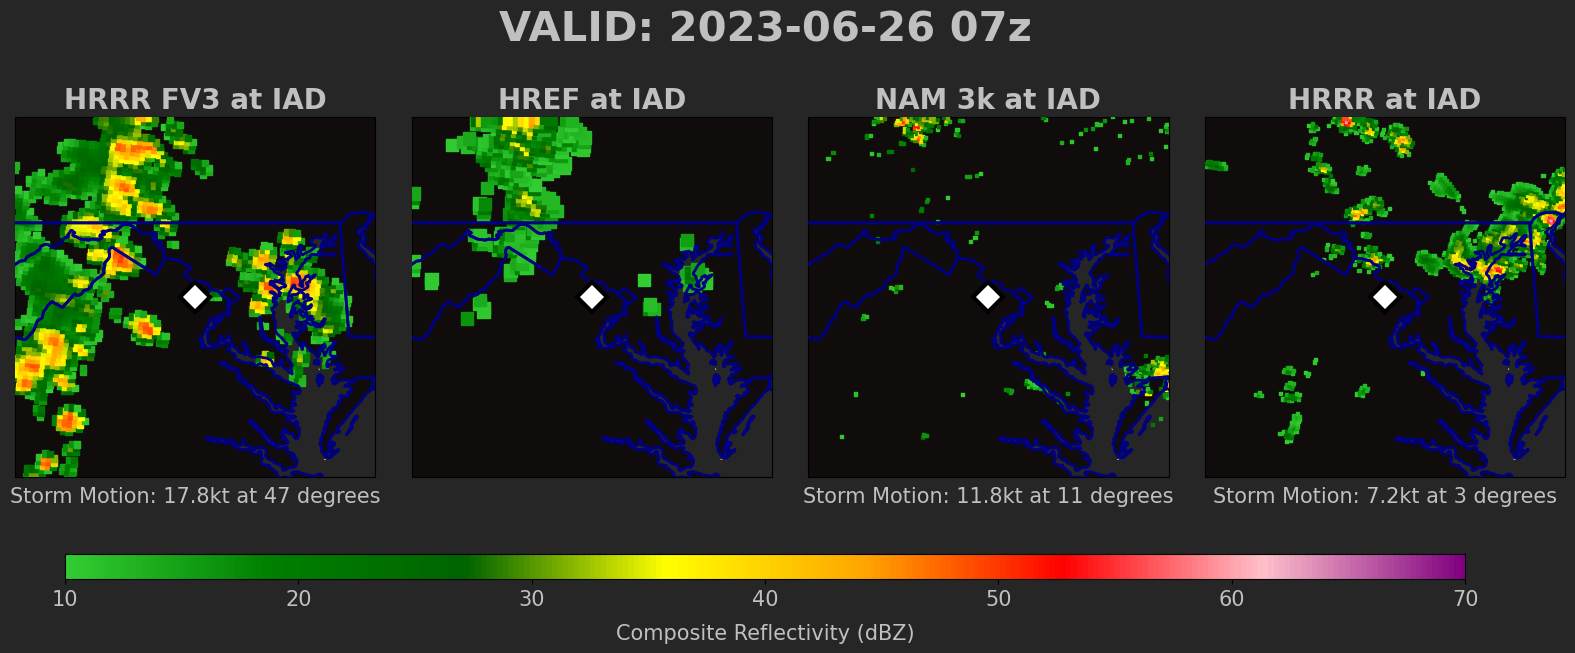 VALID: 2023-06-26 07z
HRRR FV3 at IAD
HREF at IAD
NAM 3k at IAD
HRRR at IAD
Storm Motion: 17.8kt at 47 degrees
Storm Motion: 11.8kt at 11 degrees
Storm Motion: 7.2kt at 3 degrees
10 20 30 40 50 60 70
Composite Reflectivity (dBZ)